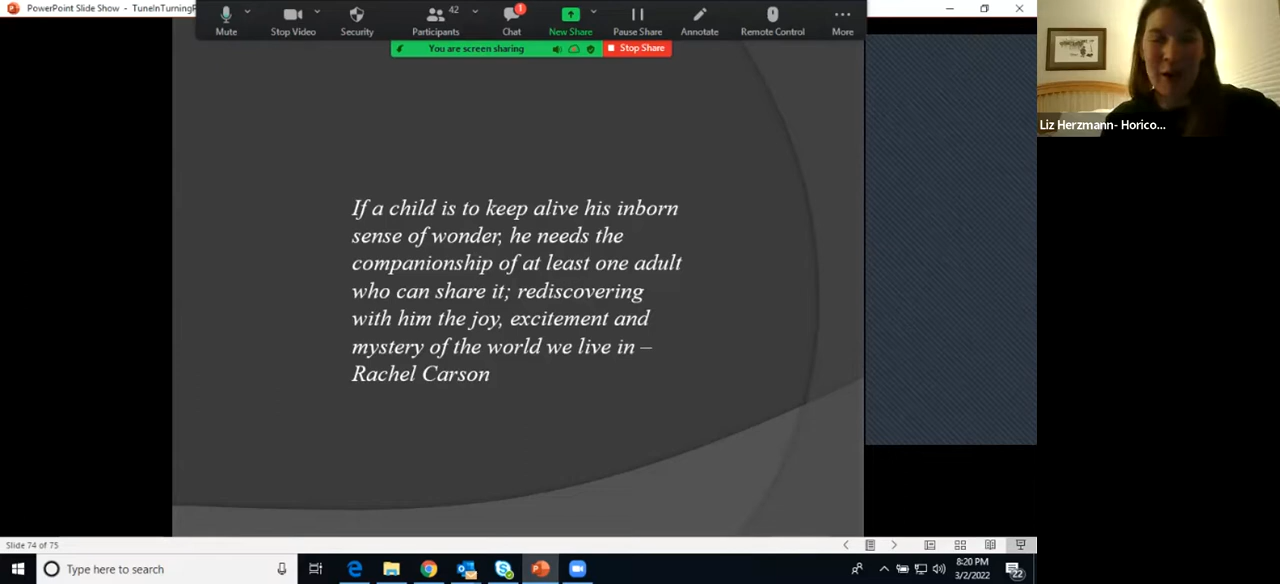 PowerPoint Slide Show - TuneInTurning
Mute
Stop Video
Security
42
Participants
1
Chat
New Share
Pause Share
Annotate
Remote Control
More
You are screen sharing
Stop Share
Liz Herzmann- Horico...
If a child is to keep alive his inborn
sense of wonder, he needs the
companionship of at least one adult
who can share it; rediscovering
with him the joy, excitement and
mystery of the world we live in –
Rachel Carson
Slide 74 of 75
Type here to search
8:20 PM
3/2/2022
22